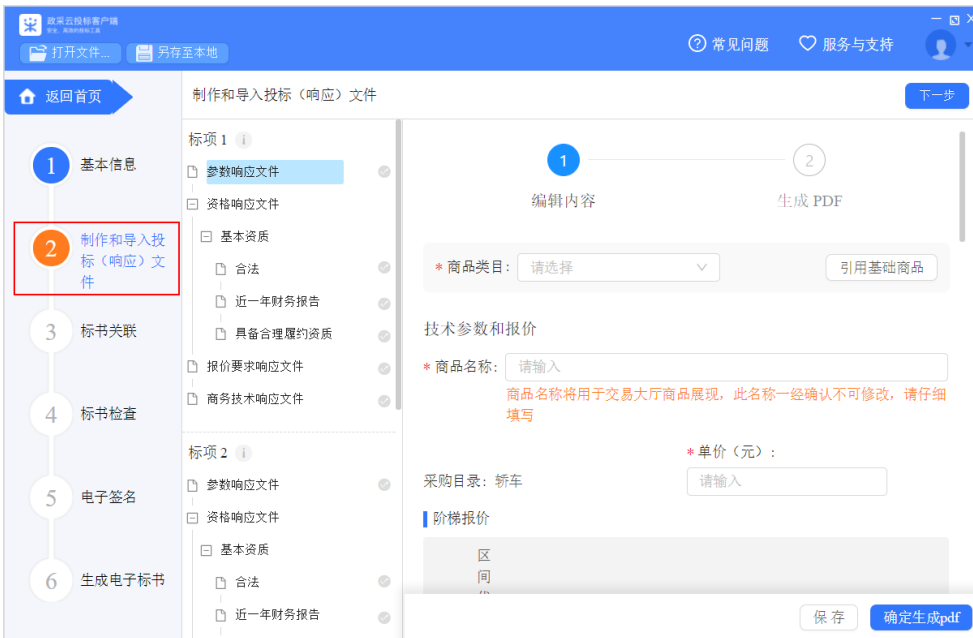 政采云投标客户端
安全、高效的投标工具
打开文件...
另存至本地
常见问题
服务与支持
返回首页
制作和导入投标（响应）文件
下一步
1 基本信息
2 制作和导入投
标（响应）文
件
3 标书关联
4 标书检查
5 电子签名
6 生成电子标书
标项 1
参数响应文件
资格响应文件
基本资质
合法
近一年财务报告
具备合理履约资质
报价要求响应文件
商务技术响应文件
标项 2
参数响应文件
资格响应文件
基本资质
合法
近一年财务报告
1
编辑内容
2
生成 PDF
* 商品类目： 请选择
引用基础商品
技术参数和报价
* 商品名称： 请输入
商品名称将用于交易大厅商品展现，此名称一经确认不可修改，请仔细
填写
* 单价（元）：
采购目录：轿车
请输入
阶梯报价
区
间
保 存
确定生成pdf